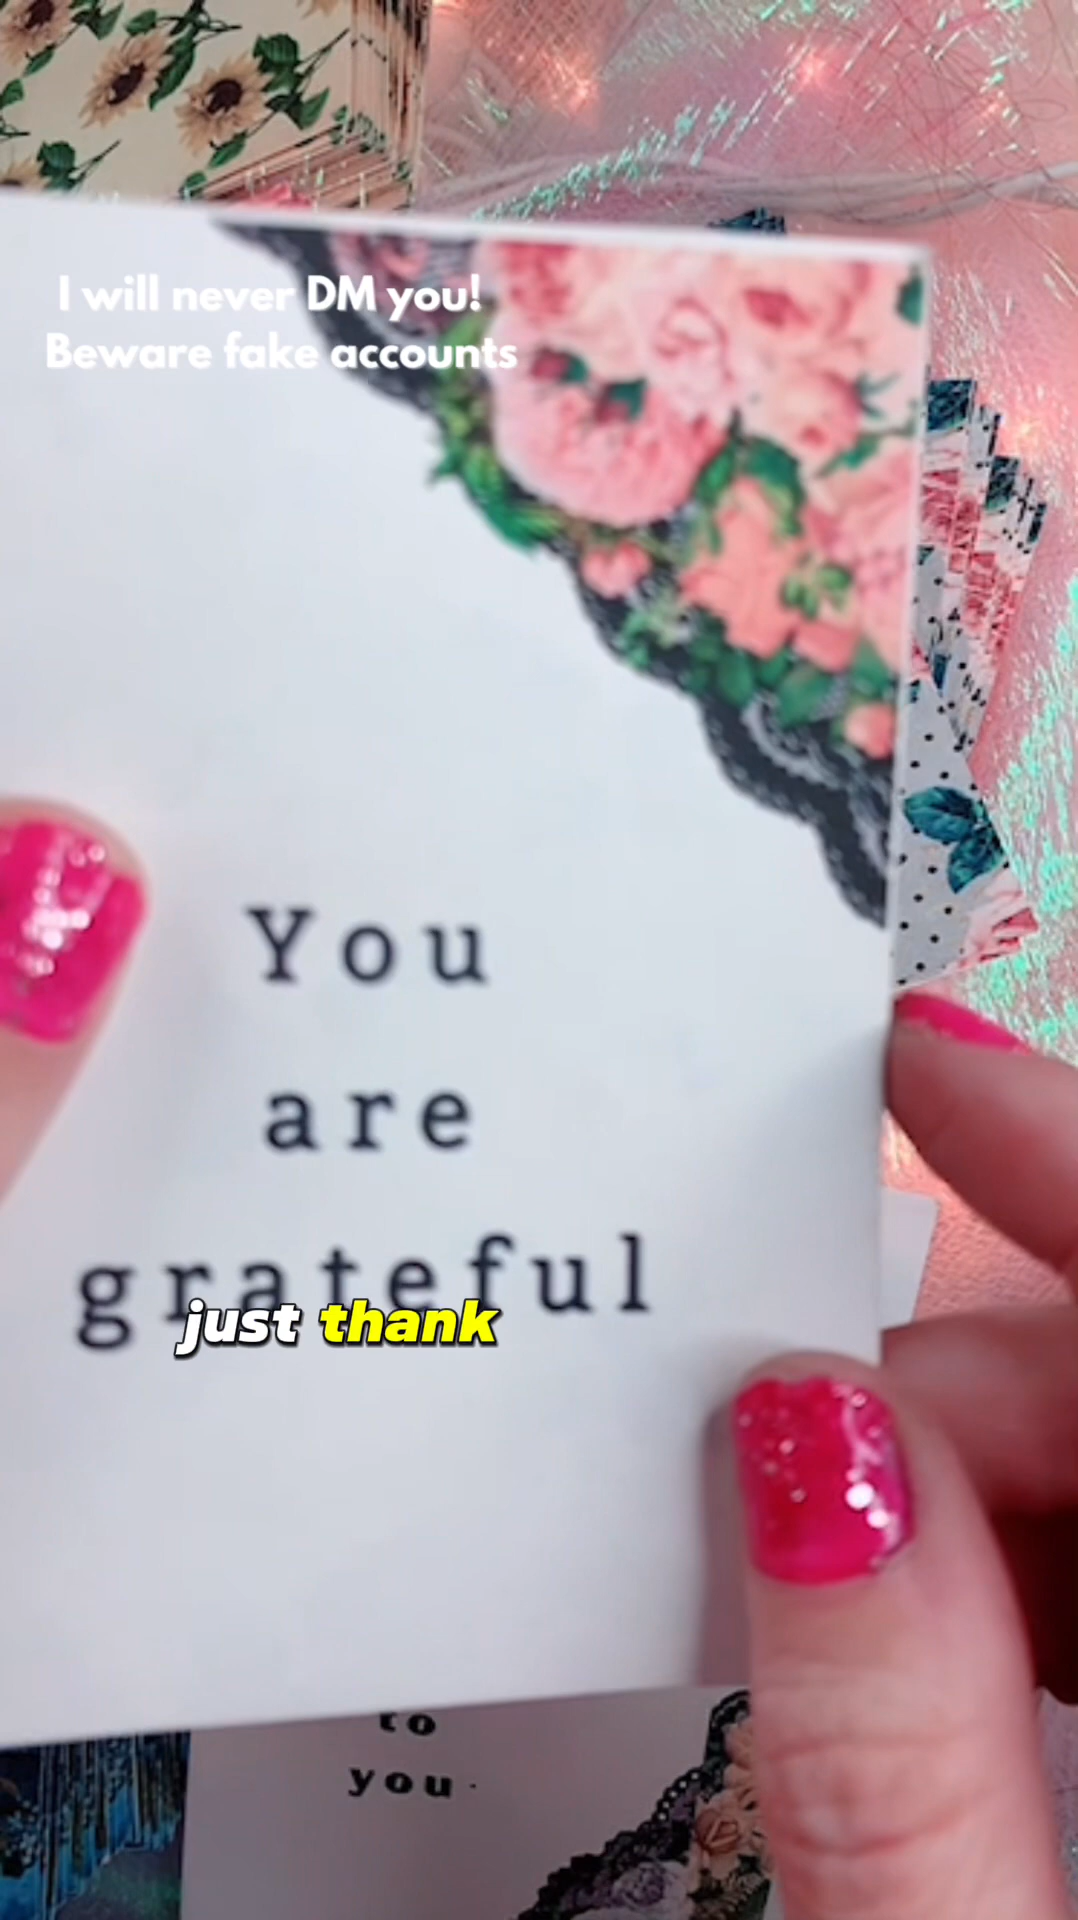 I will never DM you!
Beware fake accounts
You
are
grateful
just thank
to
you.